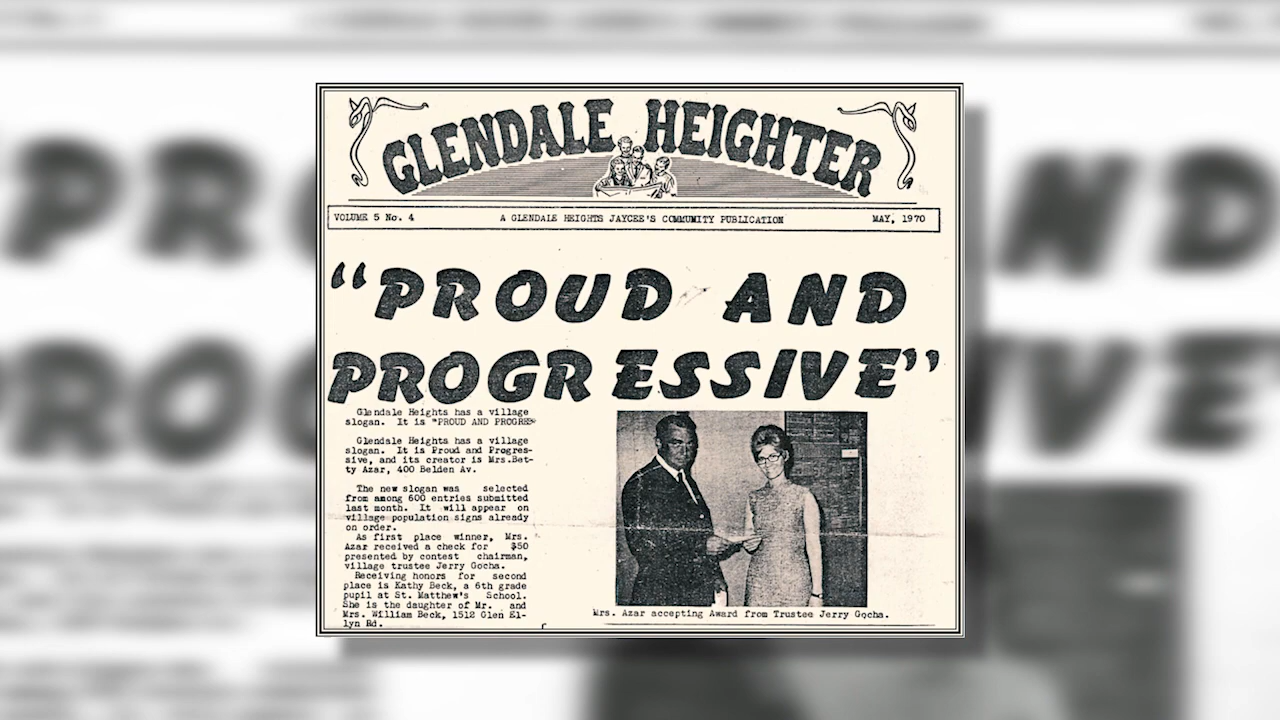 GLENDALE HEIGHTER
VOLUME 5 No. 4 A GLENDALE HEIGHTS JAYCEE'S COMMUNITY PUBLICATION MAY, 1970
“PROUD AND
PROGRESSIVE”
Glendale Heights has a village
slogan. It is "PROUD AND PROGRES
Glendale Heights has a village
slogan. It is Proud and Progres-
sive, and its creator is Mrs.Bet-
ty Azar, 400 Belden Av.
The new slogan was selected
from among 600 entries submitted
last month. It will appear on
village population signs already
on order.
As first place winner, Mrs.
Azar received a check for $50
presented by contest chairman,
village trustee Jerry Gocha.
Receiving honors for second
place is Kathy Beck, a 6th grade
pupil at St. Matthew's School.
She is the daughter of Mr. and
Mrs. William Beck, 1512 Glen El-
lyn Rd.
Mrs. Azar accepting Award from Trustee Jerry Gocha.